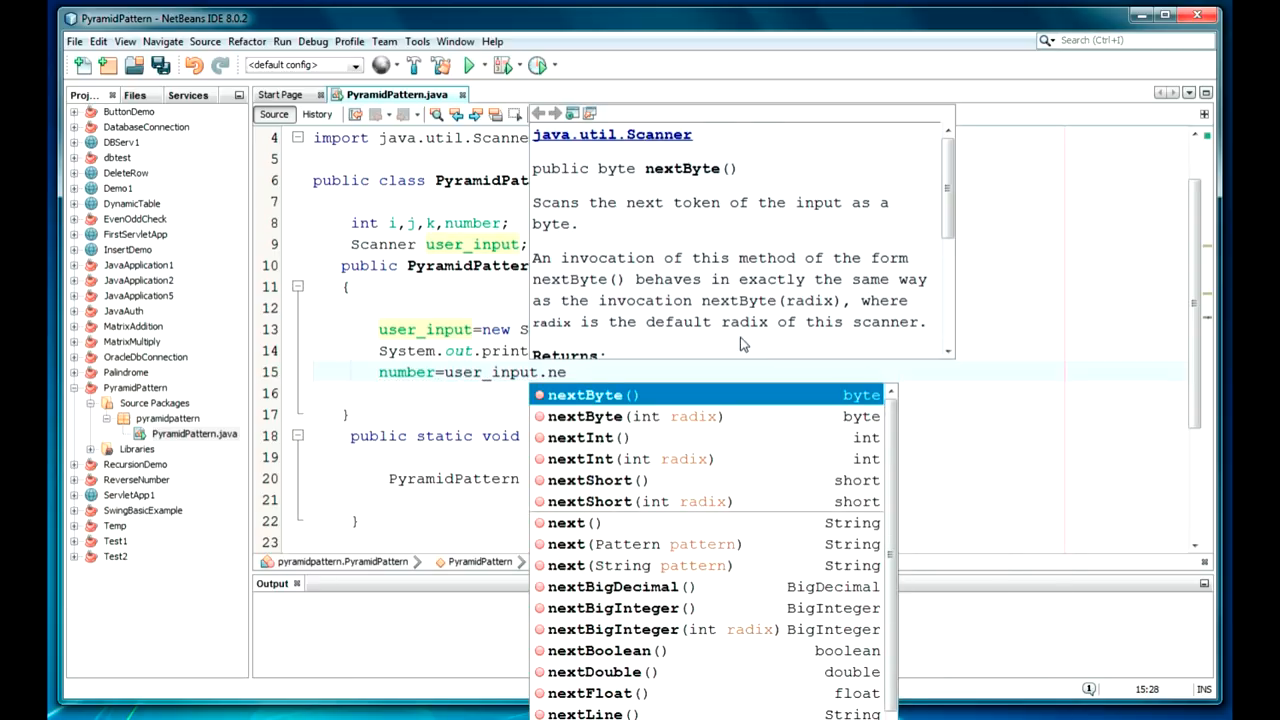 PyramidPattern - NetBeans IDE 8.0.2
File Edit View Navigate Source Refactor Run Debug Profile Team Tools Window Help
Search (Ctrl+I)
<default config>
Proj... Files Services
Start Page PyramidPattern.java
Source History
ButtonDemo
DatabaseConnection
DBServ1
dbtest
DeleteRow
Demo1
DynamicTable
EvenOddCheck
FirstServletApp
InsertDemo
JavaApplication1
JavaApplication2
JavaApplication5
JavaAuth
MatrixAddition
MatrixMultiply
OracleDbConnection
Palindrome
PyramidPattern
Source Packages
pyramidpattern
PyramidPattern.java
Libraries
RecursionDemo
ReverseNumber
ServletApp1
SwingBasicExample
Temp
Test1
Test2
4 import java.util.Scanne
5
6 public class PyramidPat
7
8 int i,j,k,number;
9 Scanner user_input;
10 public PyramidPatter
11 {
12
13 user_input=new S
14 System.out.print
15 number=user_input.ne
16
17 }
18 public static void
19
20 PyramidPattern
21
22 }
23
java.util.Scanner
public byte nextByte()
Scans the next token of the input as a
byte.
An invocation of this method of the form
nextByte() behaves in exactly the same way
as the invocation nextByte(radix), where
radix is the default radix of this scanner.
Returns:
nextByte() byte
nextByte(int radix) byte
nextInt() int
nextInt(int radix) int
nextShort() short
nextShort(int radix) short
next() String
next(Pattern pattern) String
next(String pattern) String
nextBigDecimal() BigDecimal
nextBigInteger() BigInteger
nextBigInteger(int radix) BigInteger
nextBoolean() boolean
nextDouble() double
nextFloat() float
nextLine() String
pyramidpattern.PyramidPattern PyramidPattern
Output
1 15:28 INS